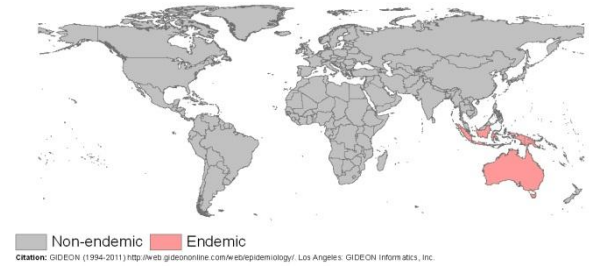 Non-endemic Endemic
Citation: GIDEON (1994-2011) http://web.gideononline.com/web/epidemiology/. Los Angeles: GIDEON Informatics, Inc.